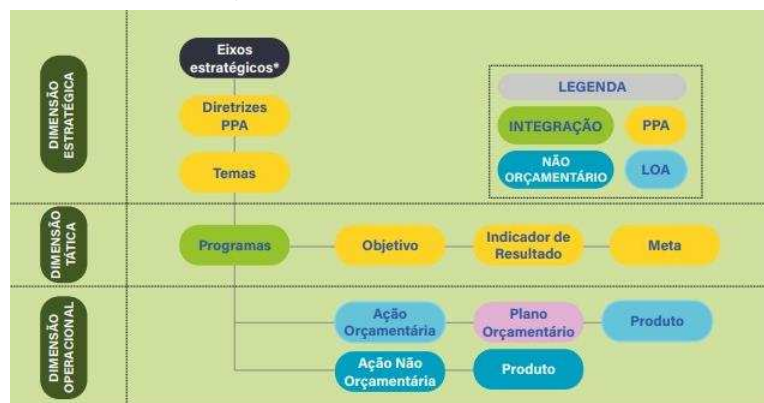 DIMENSÃO
ESTRATÉGICA
Eixos
estratégicos*
Diretrizes
PPA
Temas
LEGENDA
INTEGRAÇÃO
PPA
NÃO
ORÇAMENTÁRIO
LOA
DIMENSÃO
TÁTICA
Programas
Objetivo
Indicador de
Resultado
Meta
DIMENSÃO
OPERACIONAL
Ação
Orçamentária
Plano
Orçamentário
Produto
Ação Não
Orçamentária
Produto